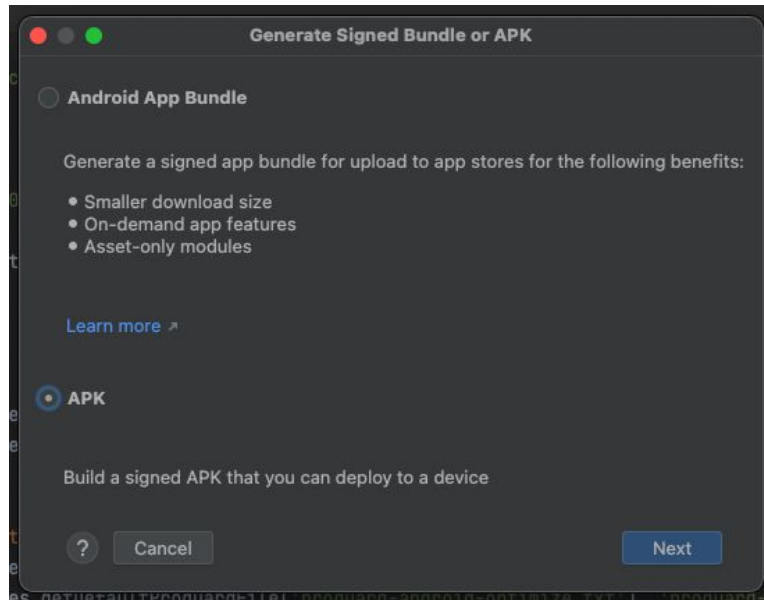 Generate Signed Bundle or APK
Android App Bundle
Generate a signed app bundle for upload to app stores for the following benefits:
• Smaller download size
• On-demand app features
• Asset-only modules
Learn more ↗
APK
Build a signed APK that you can deploy to a device
? Cancel Next